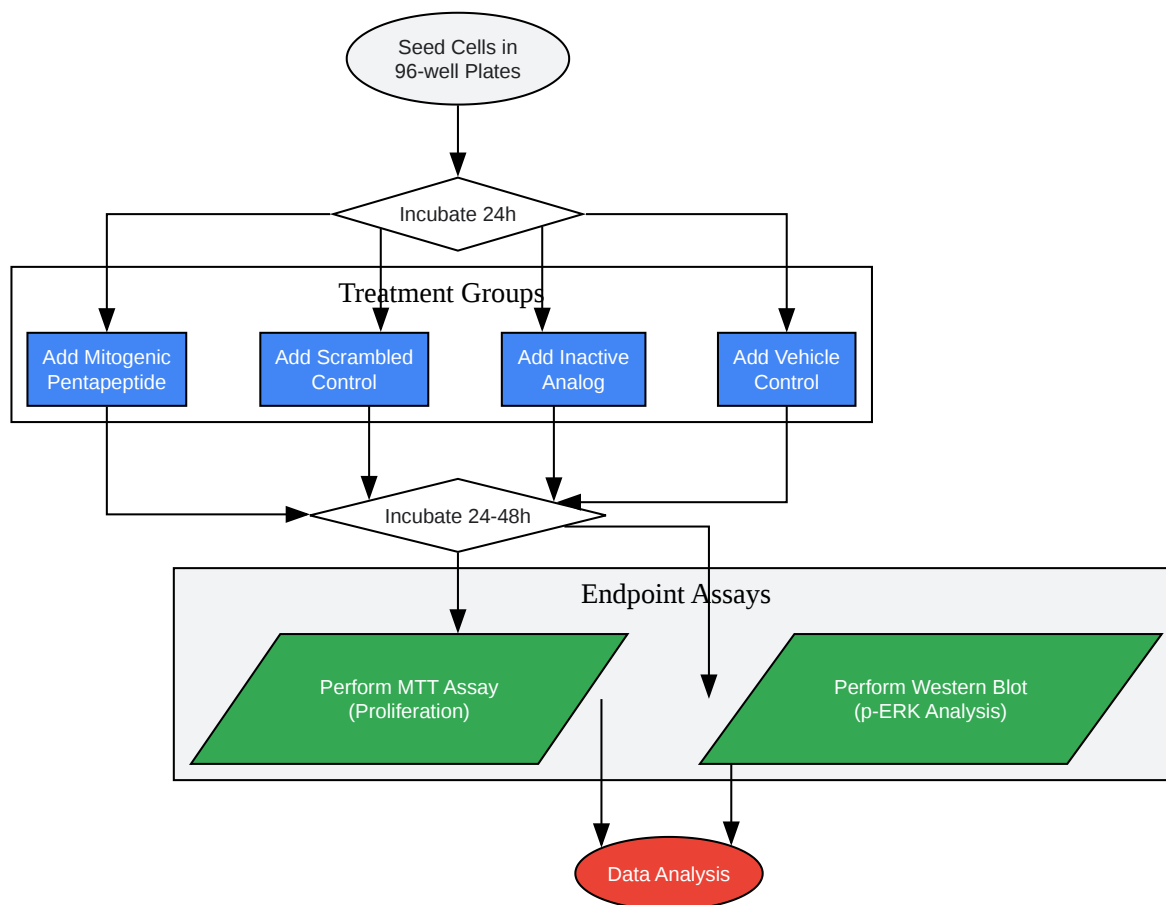 Seed Cells in
96-well Plates
Incubate 24h
Treatment Groups
Add Mitogenic
Pentapeptide
Add Scrambled
Control
Add Inactive
Analog
Add Vehicle
Control
Incubate 24-48h
Endpoint Assays
Perform MTT Assay
(Proliferation)
Perform Western Blot
(p-ERK Analysis)
Data Analysis